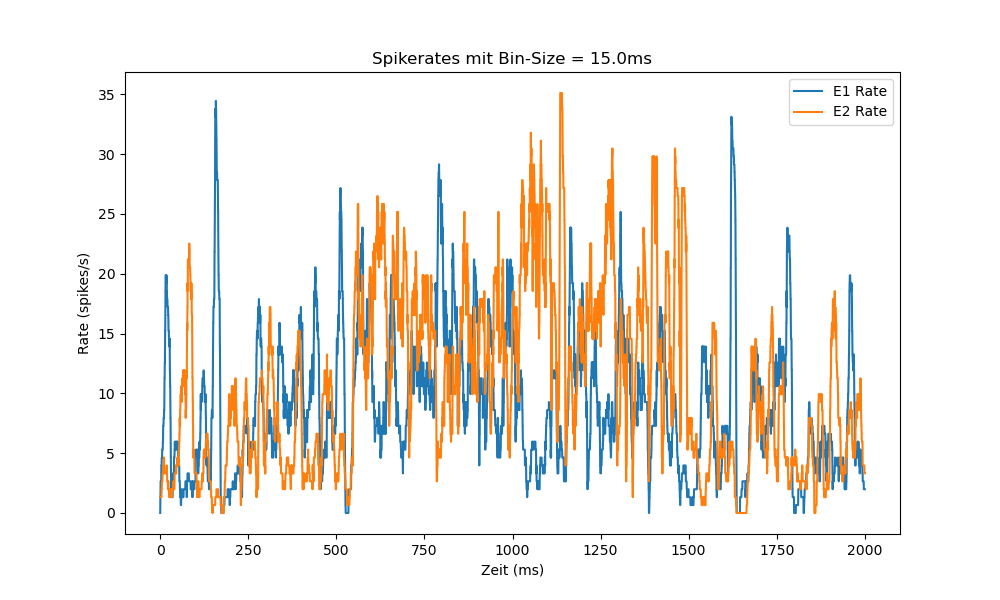 Spikerates mit Bin-Size = 15.0ms
E1 Rate
E2 Rate
35
30
25
20
15
10
5
0
Rate (spikes/s)
0 250 500 750 1000 1250 1500 1750 2000
Zeit (ms)